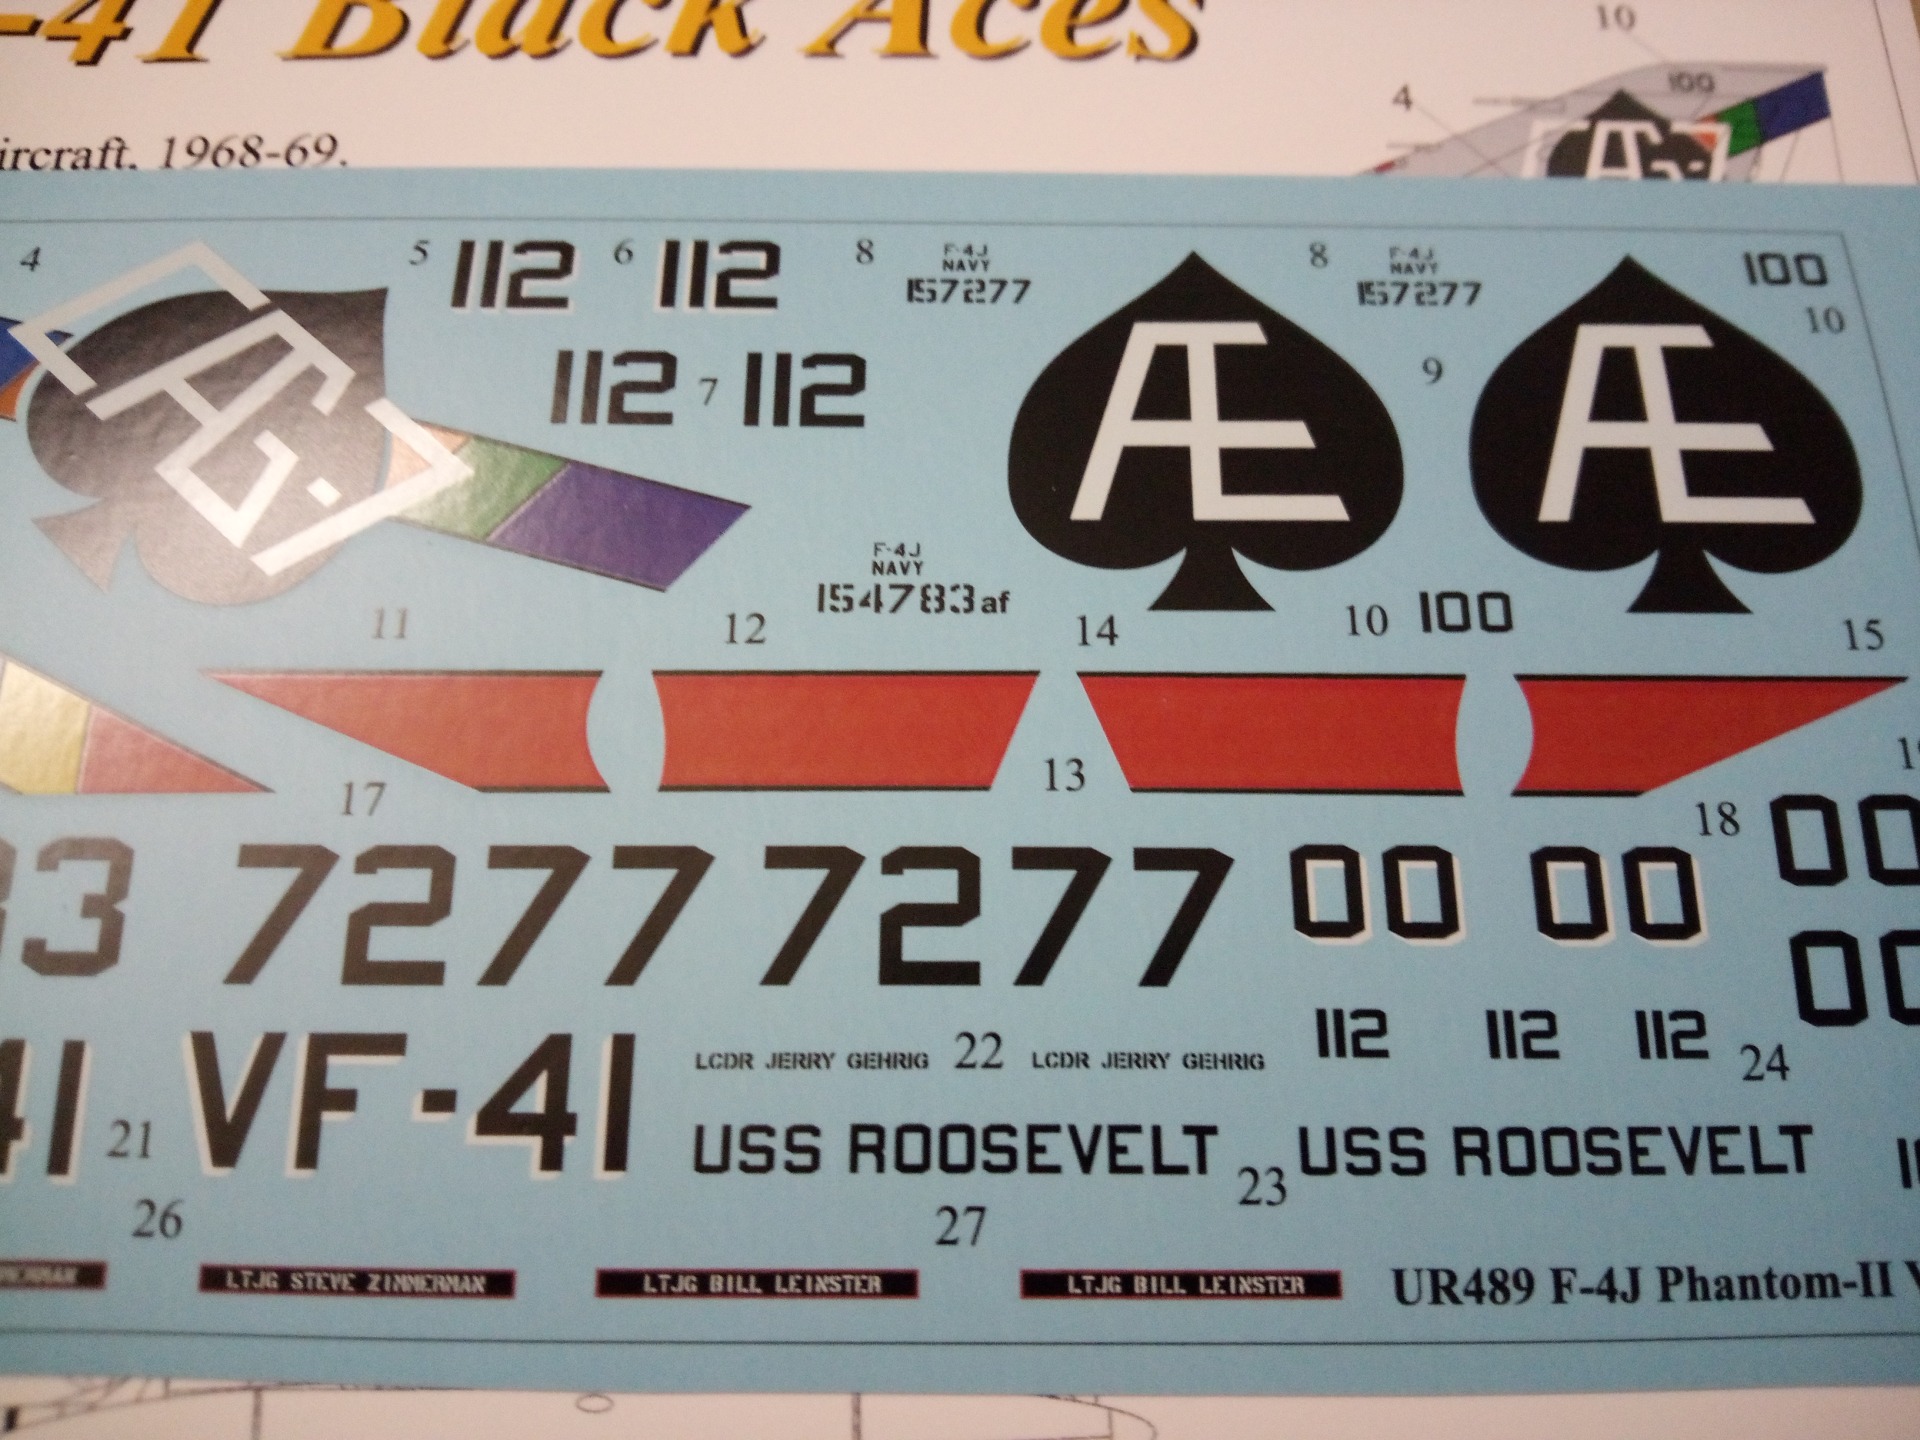 -41 Black Aces
10
4
100
ircraft, 1968-69.
Æ
4
5 112 6 112 8 F-4J NAVY 157277 8 F-4J NAVY 157277 100
10
Æ
112 7 112
Æ 9 Æ
F-4J
NAVY
154783af
10 100
11 12 14 15
13
17 18 19
3 7277 7277 00 00 00
00
112 112 112 24
41 21 VF-41 LCDR JERRY GEHRIG 22 LCDR JERRY GEHRIG
USS ROOSEVELT 23 USS ROOSEVELT
26 27
LTJG STEVE ZIMMERMAN LTJG BILL LEINSTER LTJG BILL LEINSTER UR489 F-4J Phantom-II